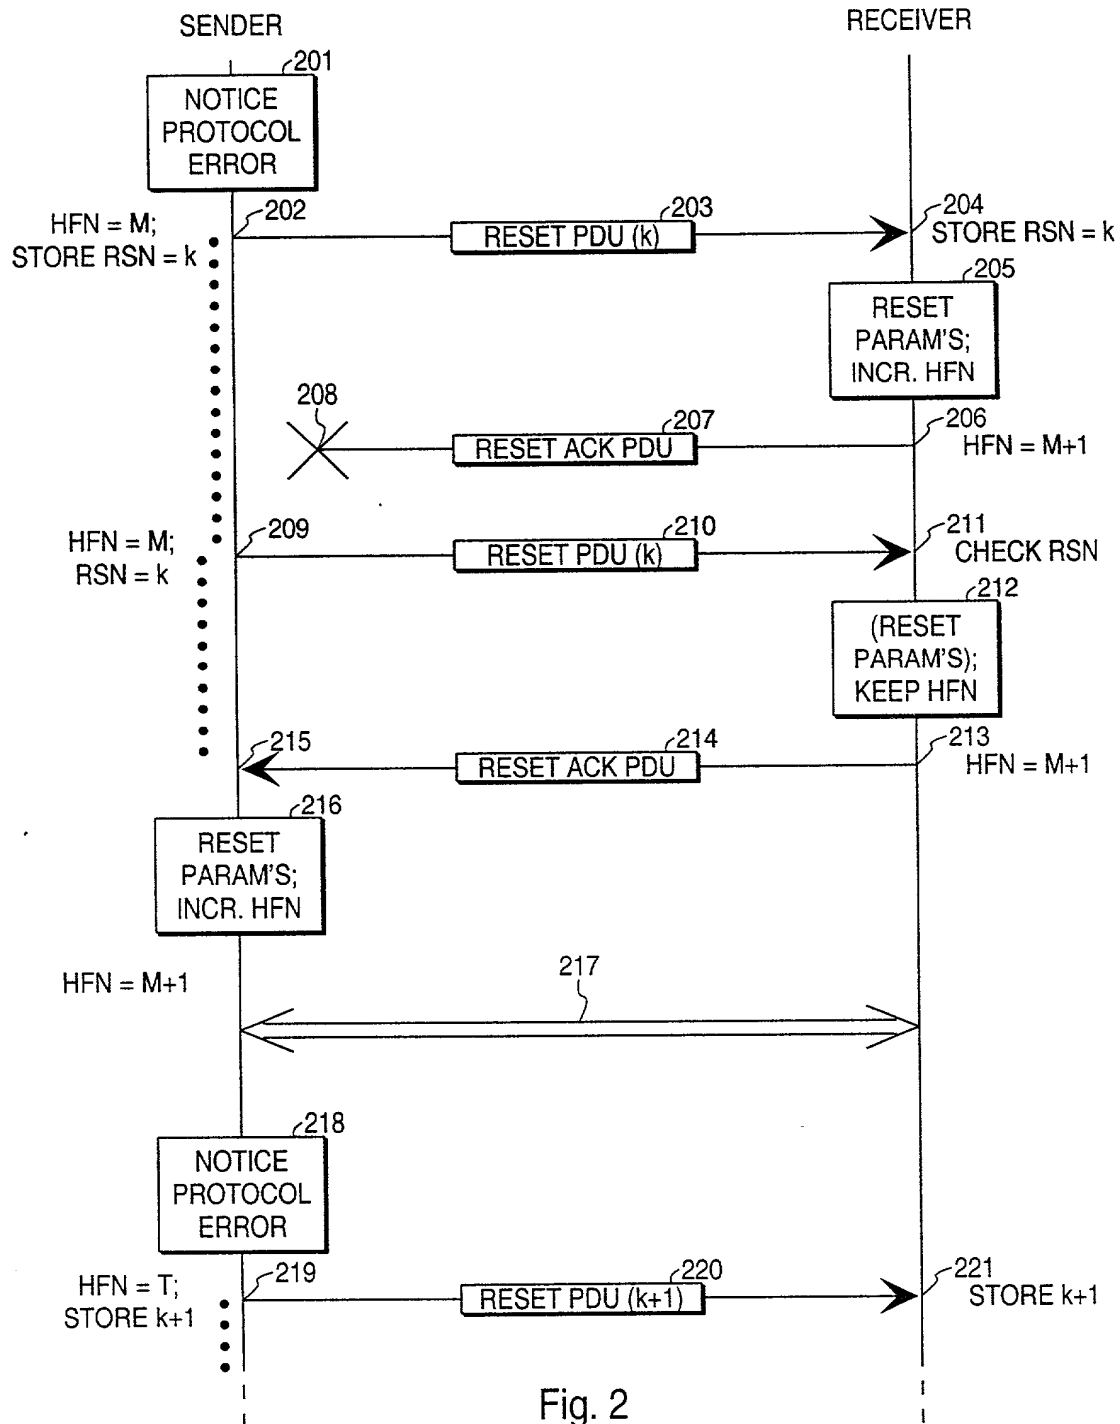 SENDER
RECEIVER
201
NOTICE
PROTOCOL
ERROR
HFN = M;
STORE RSN = k
202
203
RESET PDU (k)
204
STORE RSN = k
205
RESET
PARAM'S;
INCR. HFN
208
207
RESET ACK PDU
206
HFN = M+1
HFN = M;
RSN = k
209
210
RESET PDU (k)
211
CHECK RSN
212
(RESET
PARAM'S);
KEEP HFN
215
214
RESET ACK PDU
213
HFN = M+1
216
RESET
PARAM'S;
INCR. HFN
HFN = M+1
217
218
NOTICE
PROTOCOL
ERROR
HFN = T;
STORE k+1
219
220
RESET PDU (k+1)
221
STORE k+1
Fig. 2